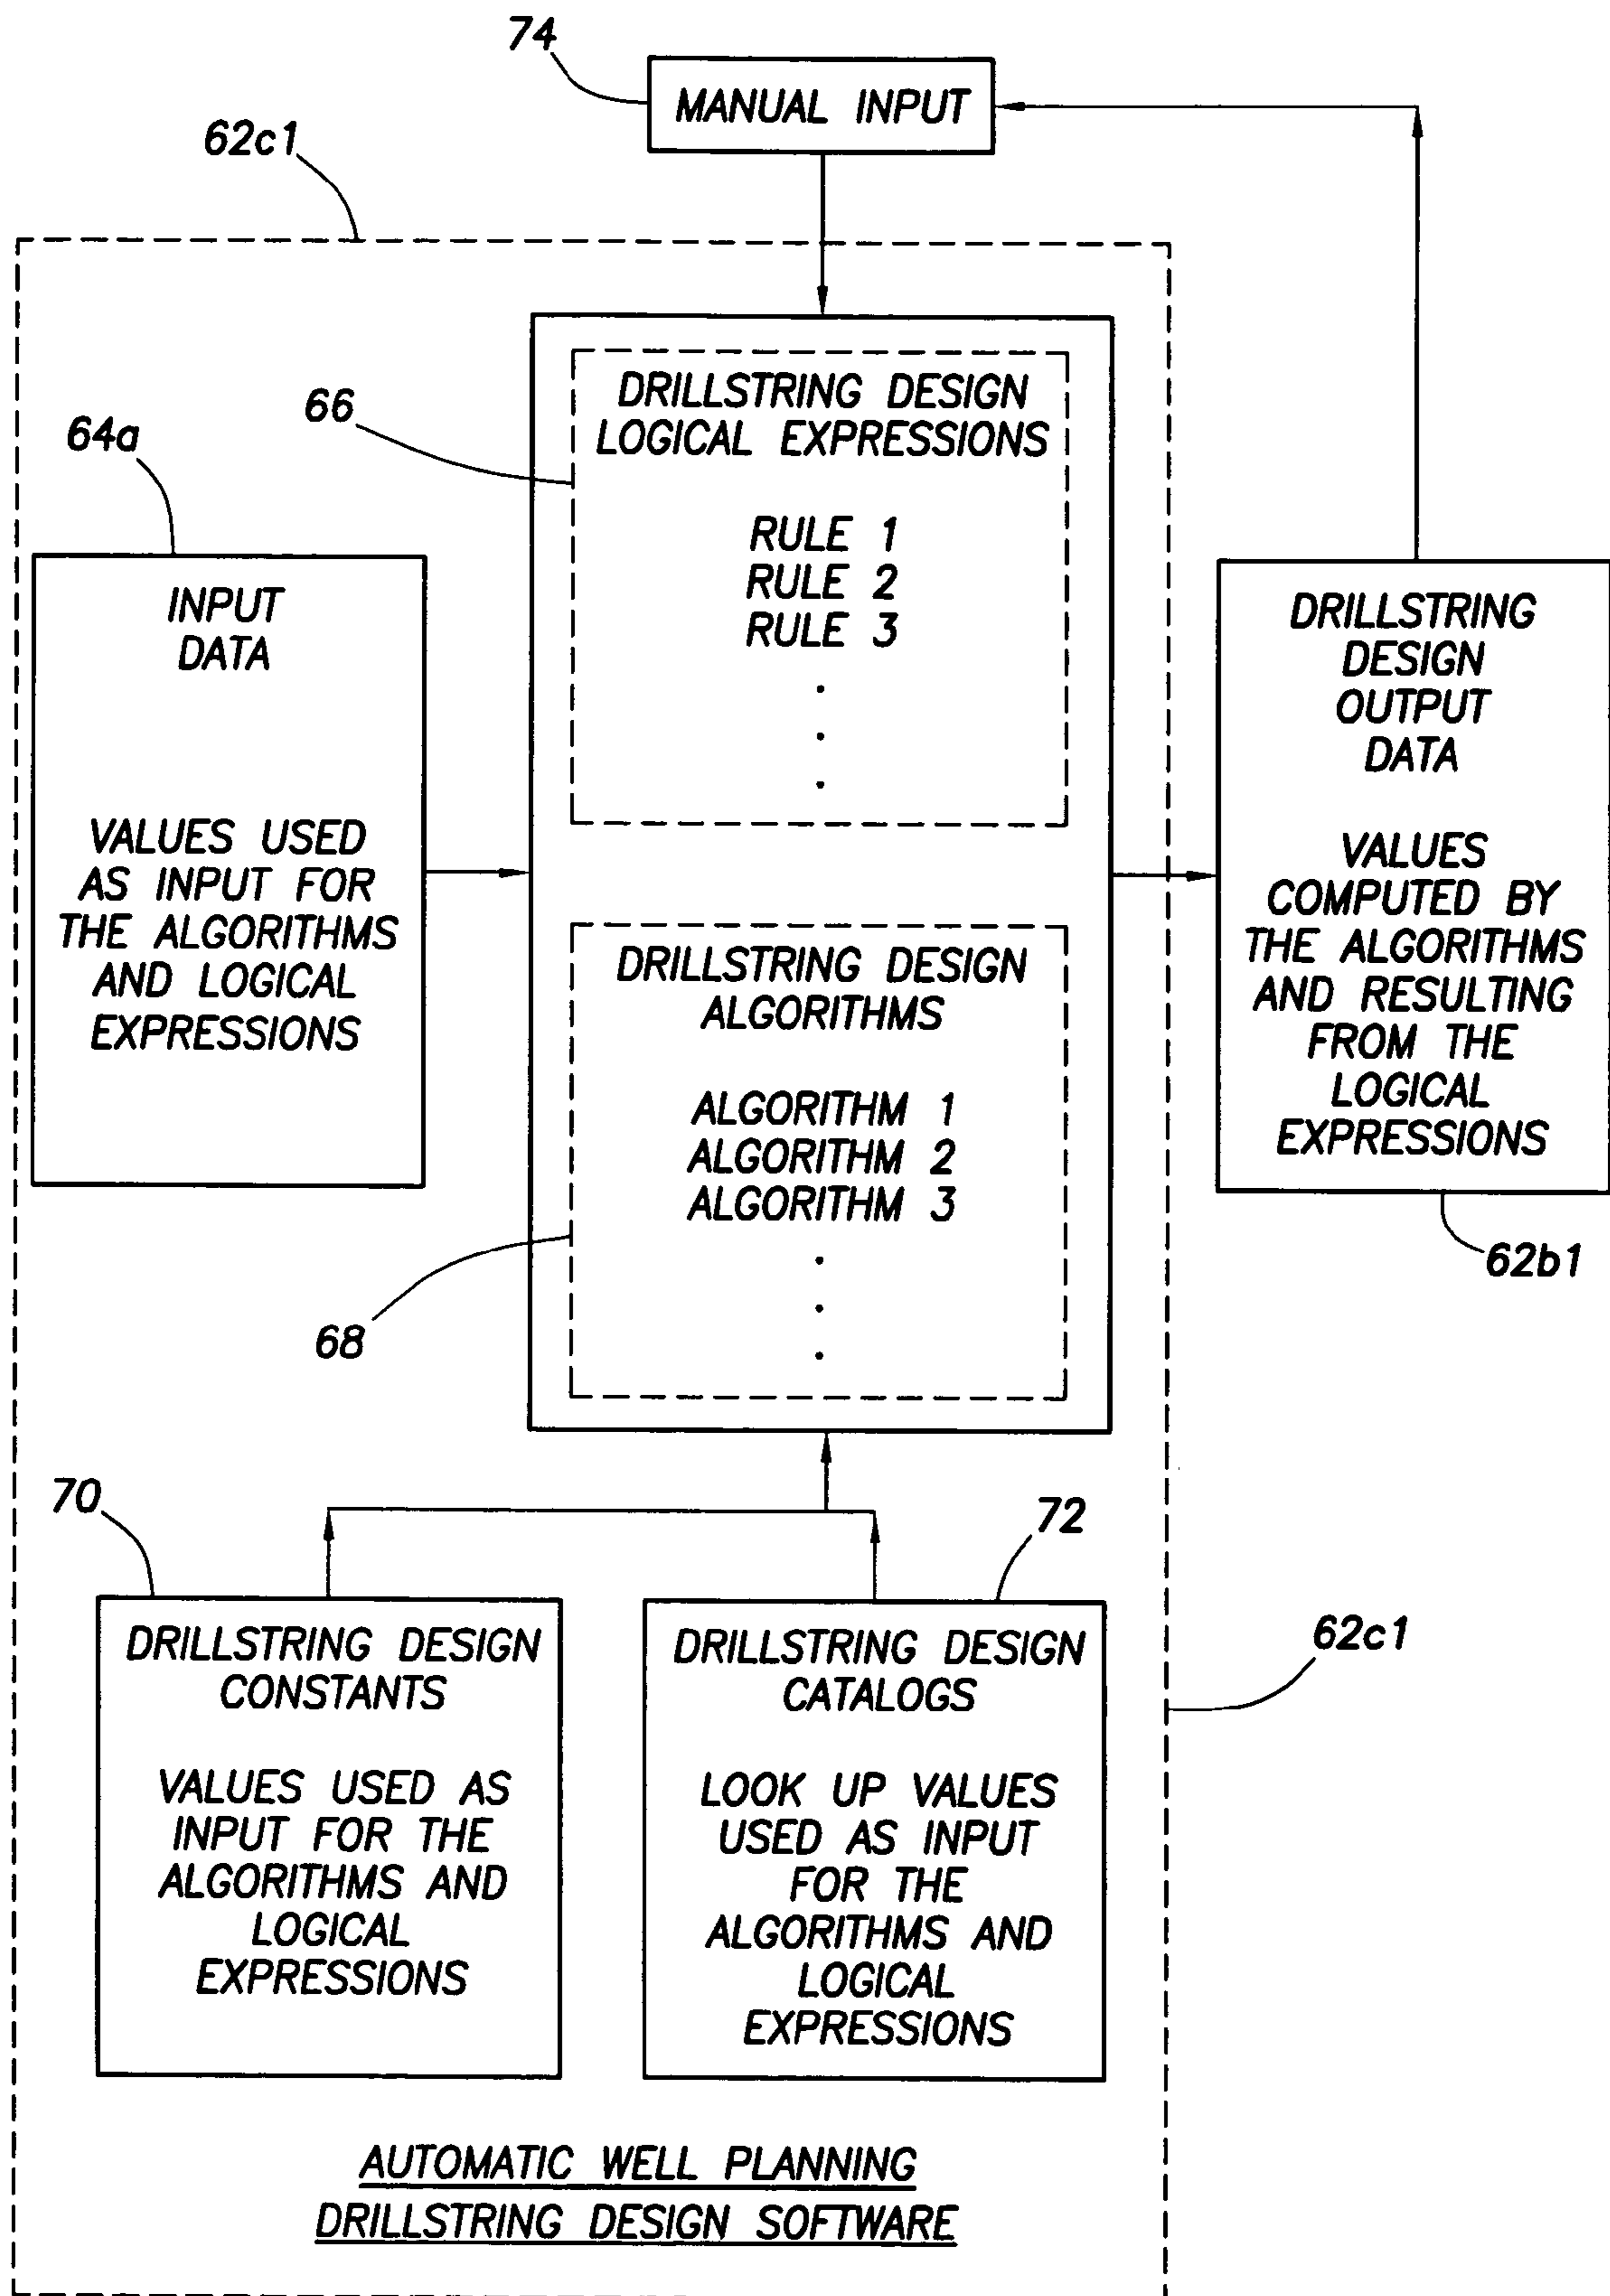 74
MANUAL INPUT
62c1
66
64a
DRILLSTRING DESIGN
LOGICAL EXPRESSIONS
RULE 1
RULE 2
RULE 3
.
.
.
INPUT
DATA
VALUES USED
AS INPUT FOR
THE ALGORITHMS
AND LOGICAL
EXPRESSIONS
DRILLSTRING DESIGN
ALGORITHMS
ALGORITHM 1
ALGORITHM 2
ALGORITHM 3
.
.
.
68
DRILLSTRING
DESIGN
OUTPUT
DATA
VALUES
COMPUTED BY
THE ALGORITHMS
AND RESULTING
FROM THE
LOGICAL
EXPRESSIONS
62b1
70
DRILLSTRING DESIGN
CONSTANTS
VALUES USED AS
INPUT FOR THE
ALGORITHMS AND
LOGICAL
EXPRESSIONS
72
DRILLSTRING DESIGN
CATALOGS
LOOK UP VALUES
USED AS INPUT
FOR THE
ALGORITHMS AND
LOGICAL
EXPRESSIONS
62c1
AUTOMATIC WELL PLANNING
DRILLSTRING DESIGN SOFTWARE